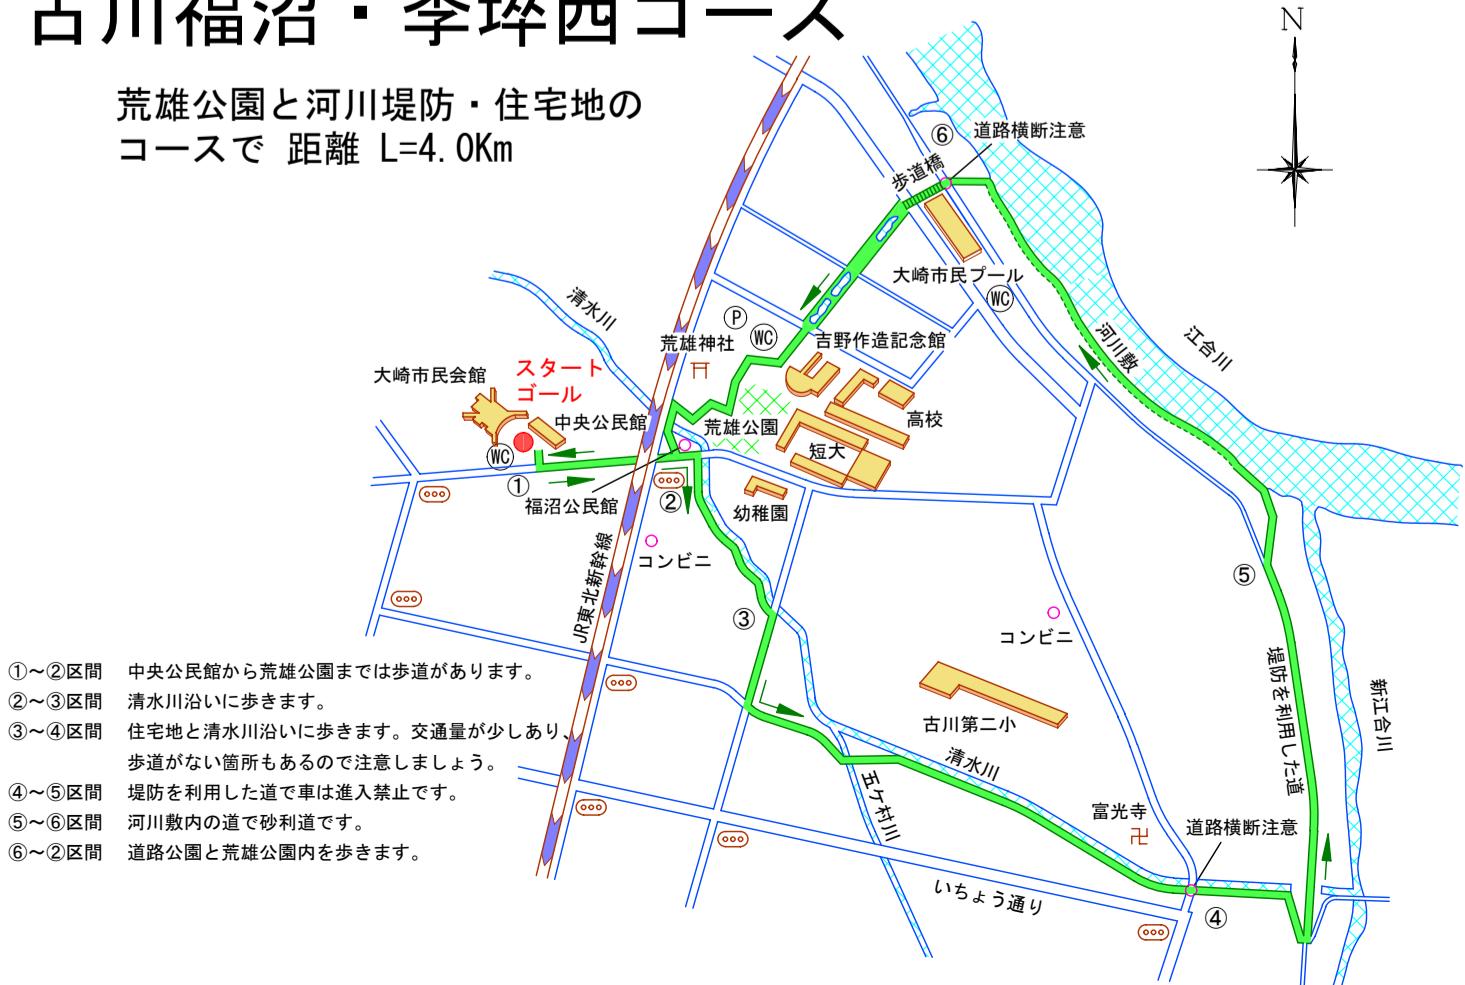 古川福沼・李埣西コース
荒雄公園と河川堤防・住宅地の
コースで 距離 L=4.0Km
N
⑥
道路横断注意
歩道橋
大崎市民プール
WC
清水川
P
WC
荒雄神社
吉野作造記念館
河川敷
江合川
大崎市民会館
スタート
ゴール
中央公民館
荒雄公園
高校
短大
WC
①
福沼公民館
②
幼稚園
コンビニ
JR東北新幹線
⑤
③
コンビニ
古川第二小
堤防を利用した道
新江合川
清水川
五ケ村川
富光寺
道路横断注意
いちょう通り
④
①～②区間 中央公民館から荒雄公園までは歩道があります。
②～③区間 清水川沿いに歩きます。
③～④区間 住宅地と清水川沿いに歩きます。交通量が少しあり、
歩道がない箇所もあるので注意しましょう。
④～⑤区間 堤防を利用した道で車は進入禁止です。
⑤～⑥区間 河川敷内の道で砂利道です。
⑥～②区間 道路公園と荒雄公園内を歩きます。